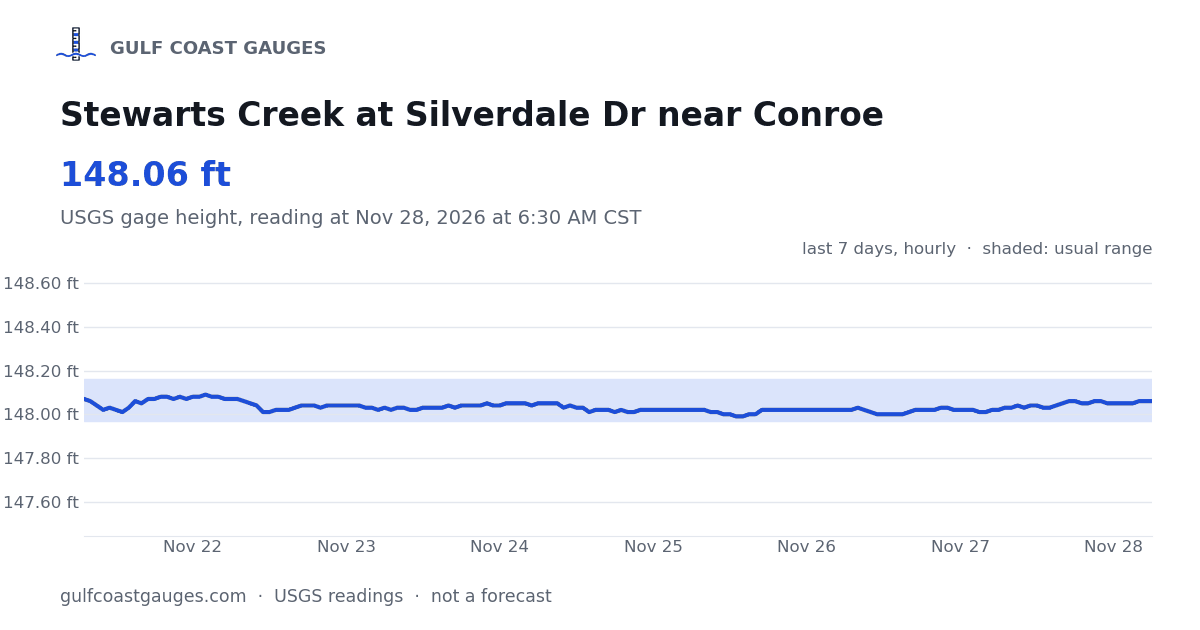 GULF COAST GAUGES
Stewarts Creek at Silverdale Dr near Conroe
148.06 ft
USGS gage height, reading at Nov 28, 2026 at 6:30 AM CST
last 7 days, hourly · shaded: usual range
148.60 ft
148.40 ft
148.20 ft
148.00 ft
147.80 ft
147.60 ft
Nov 22 Nov 23 Nov 24 Nov 25 Nov 26 Nov 27 Nov 28
gulfcoastgauges.com · USGS readings · not a forecast